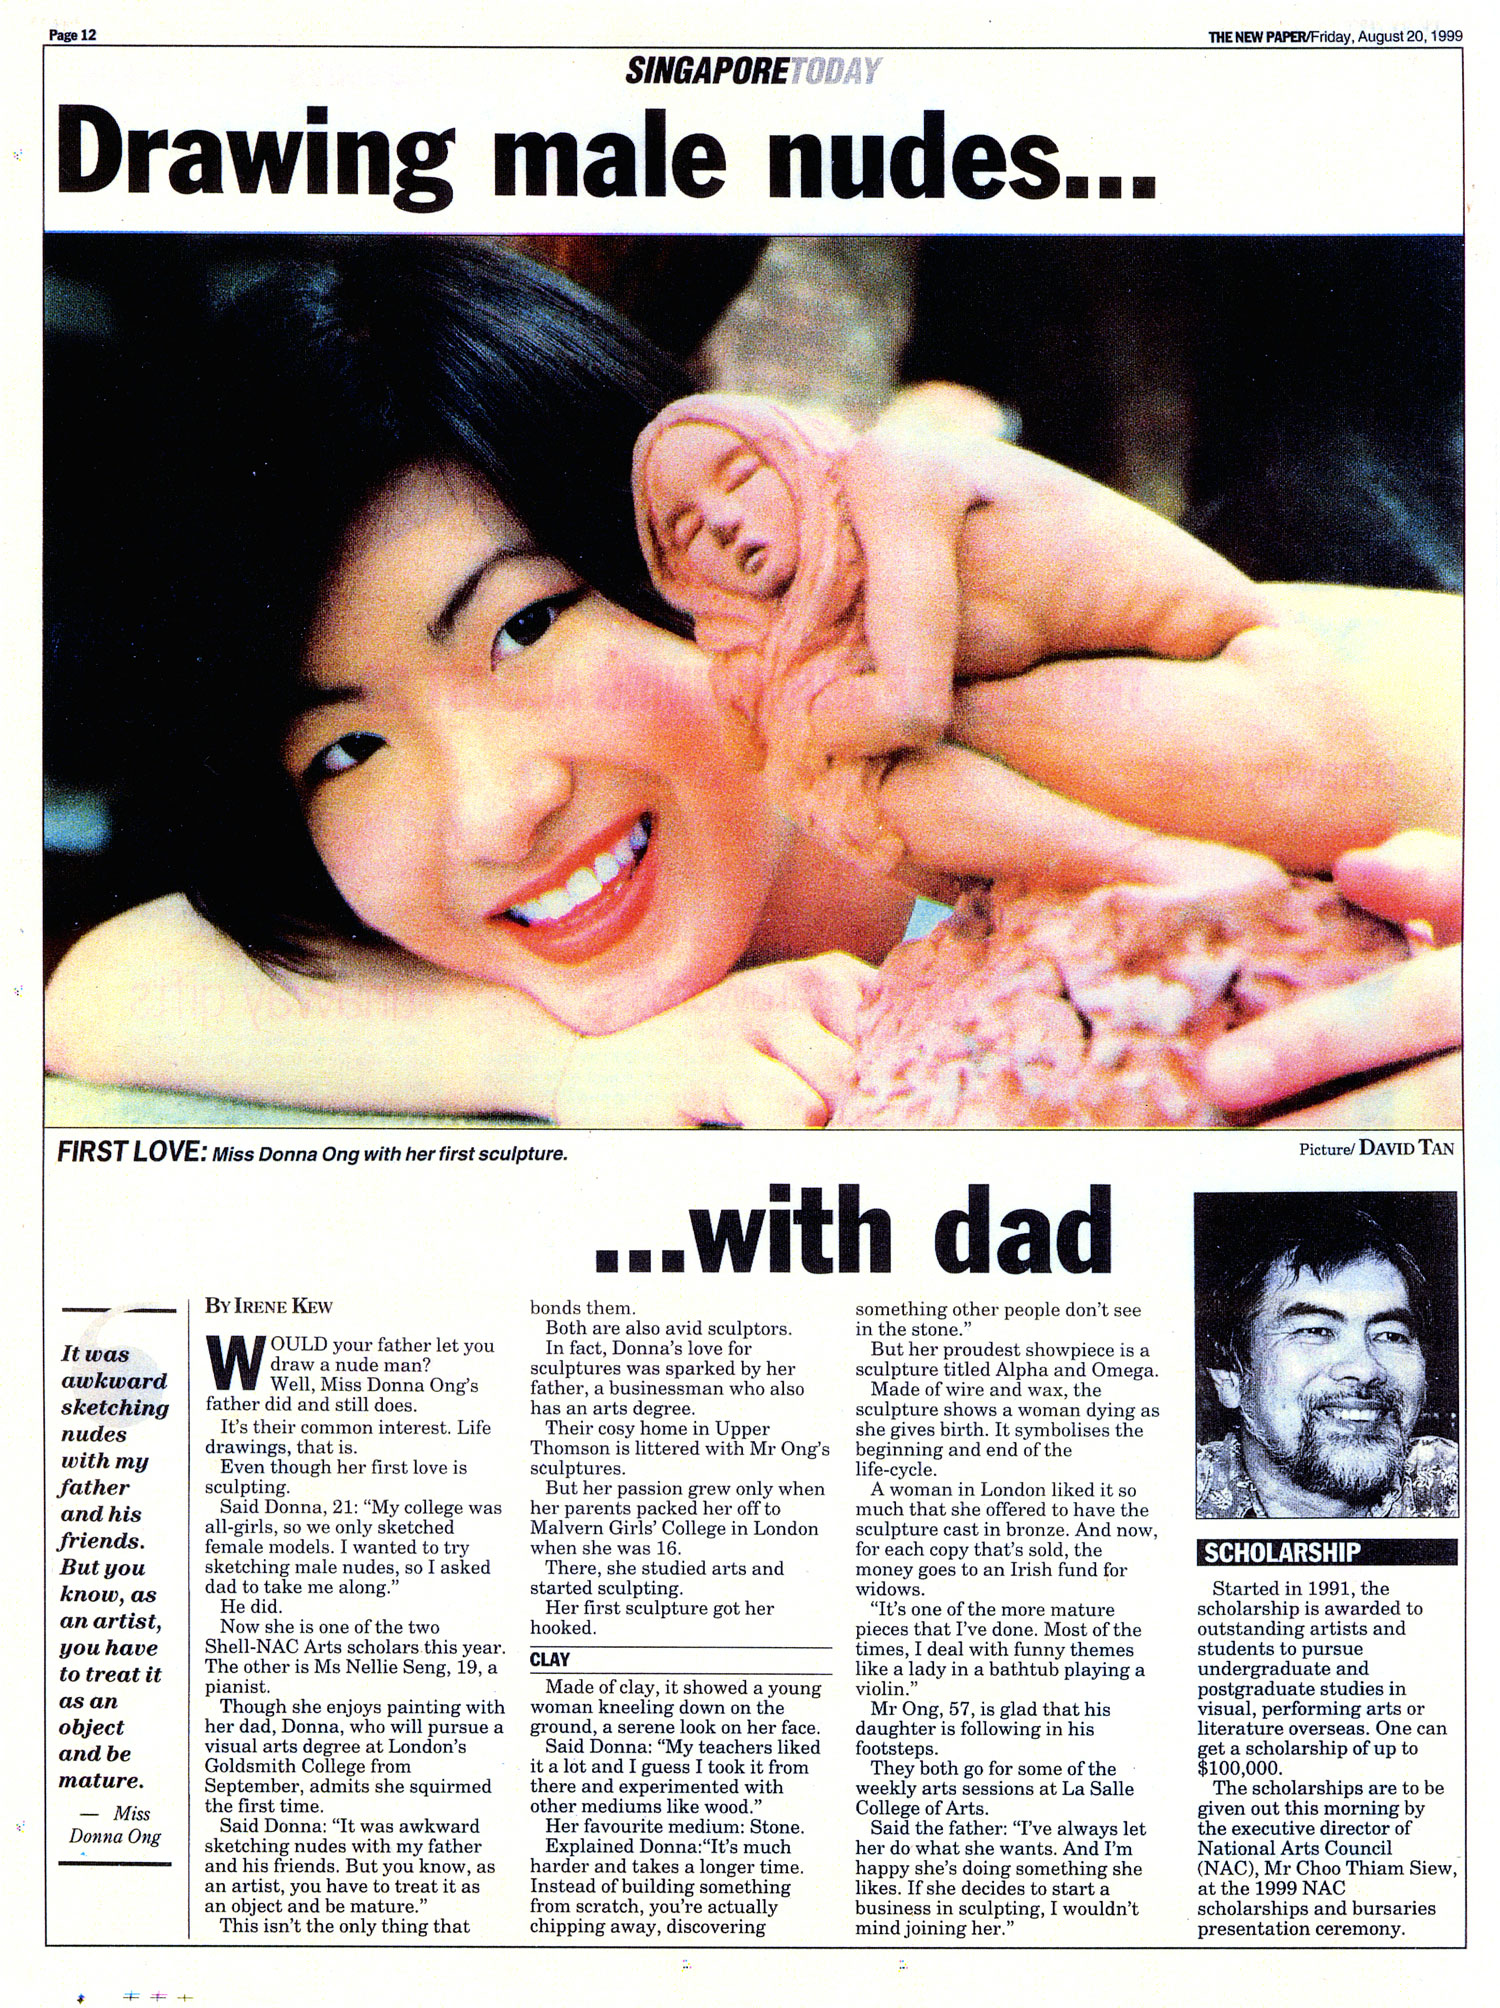 Page 12
THE NEW PAPER/Friday, August 20, 1999
SINGAPORETODAY
Drawing male nudes...
FIRST LOVE: Miss Donna Ong with her first sculpture.
Picture/ DAVID TAN
...with dad
It was
awkward
sketching
nudes
with my
father
and his
friends.
But you
know, as
an artist,
you have
to treat it
as an
object
and be
mature.
— Miss
Donna Ong
BY IRENE KEW
WOULD your father let you
draw a nude man?
Well, Miss Donna Ong's
father did and still does.
It's their common interest. Life
drawings, that is.
Even though her first love is
sculpting.
Said Donna, 21: “My college was
all-girls, so we only sketched
female models. I wanted to try
sketching male nudes, so I asked
dad to take me along.”
He did.
Now she is one of the two
Shell-NAC Arts scholars this year.
The other is Ms Nellie Seng, 19, a
pianist.
Though she enjoys painting with
her dad, Donna, who will pursue a
visual arts degree at London's
Goldsmith College from
September, admits she squirmed
the first time.
Said Donna: “It was awkward
sketching nudes with my father
and his friends. But you know, as
an artist, you have to treat it as
an object and be mature.”
This isn't the only thing that
bonds them.
Both are also avid sculptors.
In fact, Donna's love for
sculptures was sparked by her
father, a businessman who also
has an arts degree.
Their cosy home in Upper
Thomson is littered with Mr Ong's
sculptures.
But her passion grew only when
her parents packed her off to
Malvern Girls' College in London
when she was 16.
There, she studied arts and
started sculpting.
Her first sculpture got her
hooked.
CLAY
Made of clay, it showed a young
woman kneeling down on the
ground, a serene look on her face.
Said Donna: “My teachers liked
it a lot and I guess I took it from
there and experimented with
other mediums like wood.”
Her favourite medium: Stone.
Explained Donna:“It's much
harder and takes a longer time.
Instead of building something
from scratch, you're actually
chipping away, discovering
something other people don't see
in the stone.”
But her proudest showpiece is a
sculpture titled Alpha and Omega.
Made of wire and wax, the
sculpture shows a woman dying as
she gives birth. It symbolises the
beginning and end of the
life-cycle.
A woman in London liked it so
much that she offered to have the
sculpture cast in bronze. And now,
for each copy that's sold, the
money goes to an Irish fund for
widows.
“It's one of the more mature
pieces that I've done. Most of the
times, I deal with funny themes
like a lady in a bathtub playing a
violin.”
Mr Ong, 57, is glad that his
daughter is following in his
footsteps.
They both go for some of the
weekly arts sessions at La Salle
College of Arts.
Said the father: “I've always let
her do what she wants. And I'm
happy she's doing something she
likes. If she decides to start a
business in sculpting, I wouldn't
mind joining her.”
SCHOLARSHIP
Started in 1991, the
scholarship is awarded to
outstanding artists and
students to pursue
undergraduate and
postgraduate studies in
visual, performing arts or
literature overseas. One can
get a scholarship of up to
$100,000.
The scholarships are to be
given out this morning by
the executive director of
National Arts Council
(NAC), Mr Choo Thiam Siew,
at the 1999 NAC
scholarships and bursaries
presentation ceremony.